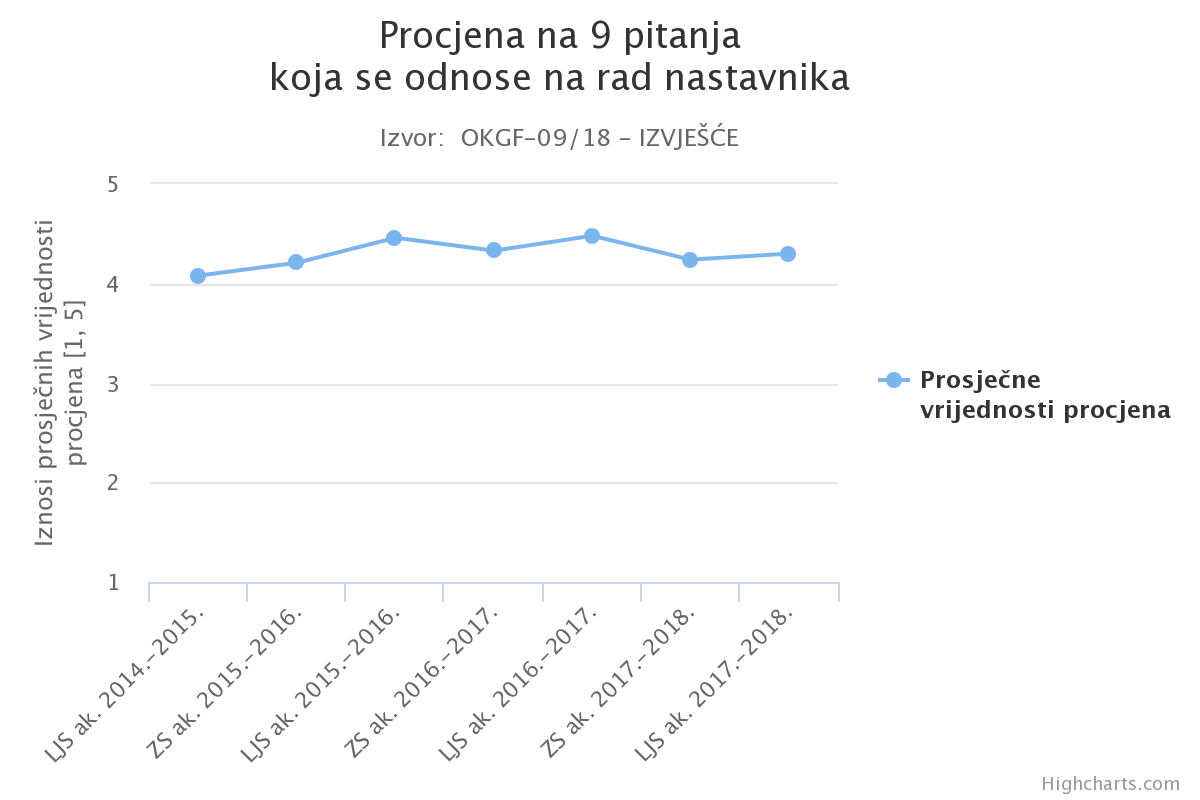 Procjena na 9 pitanja
koja se odnose na rad nastavnika
Izvor:  OKGF-09/18 - IZVJEŠĆE
Iznosi prosječnih vrijednosti
procjena [1, 5]
5
4
3
2
1
LJS ak. 2014.-2015.
ZS ak. 2015.-2016.
LJS ak. 2015.-2016.
ZS ak. 2016.-2017.
LJS ak. 2016.-2017.
ZS ak. 2017.-2018.
LJS ak. 2017.-2018.
Prosječne
vrijednosti procjena
Highcharts.com